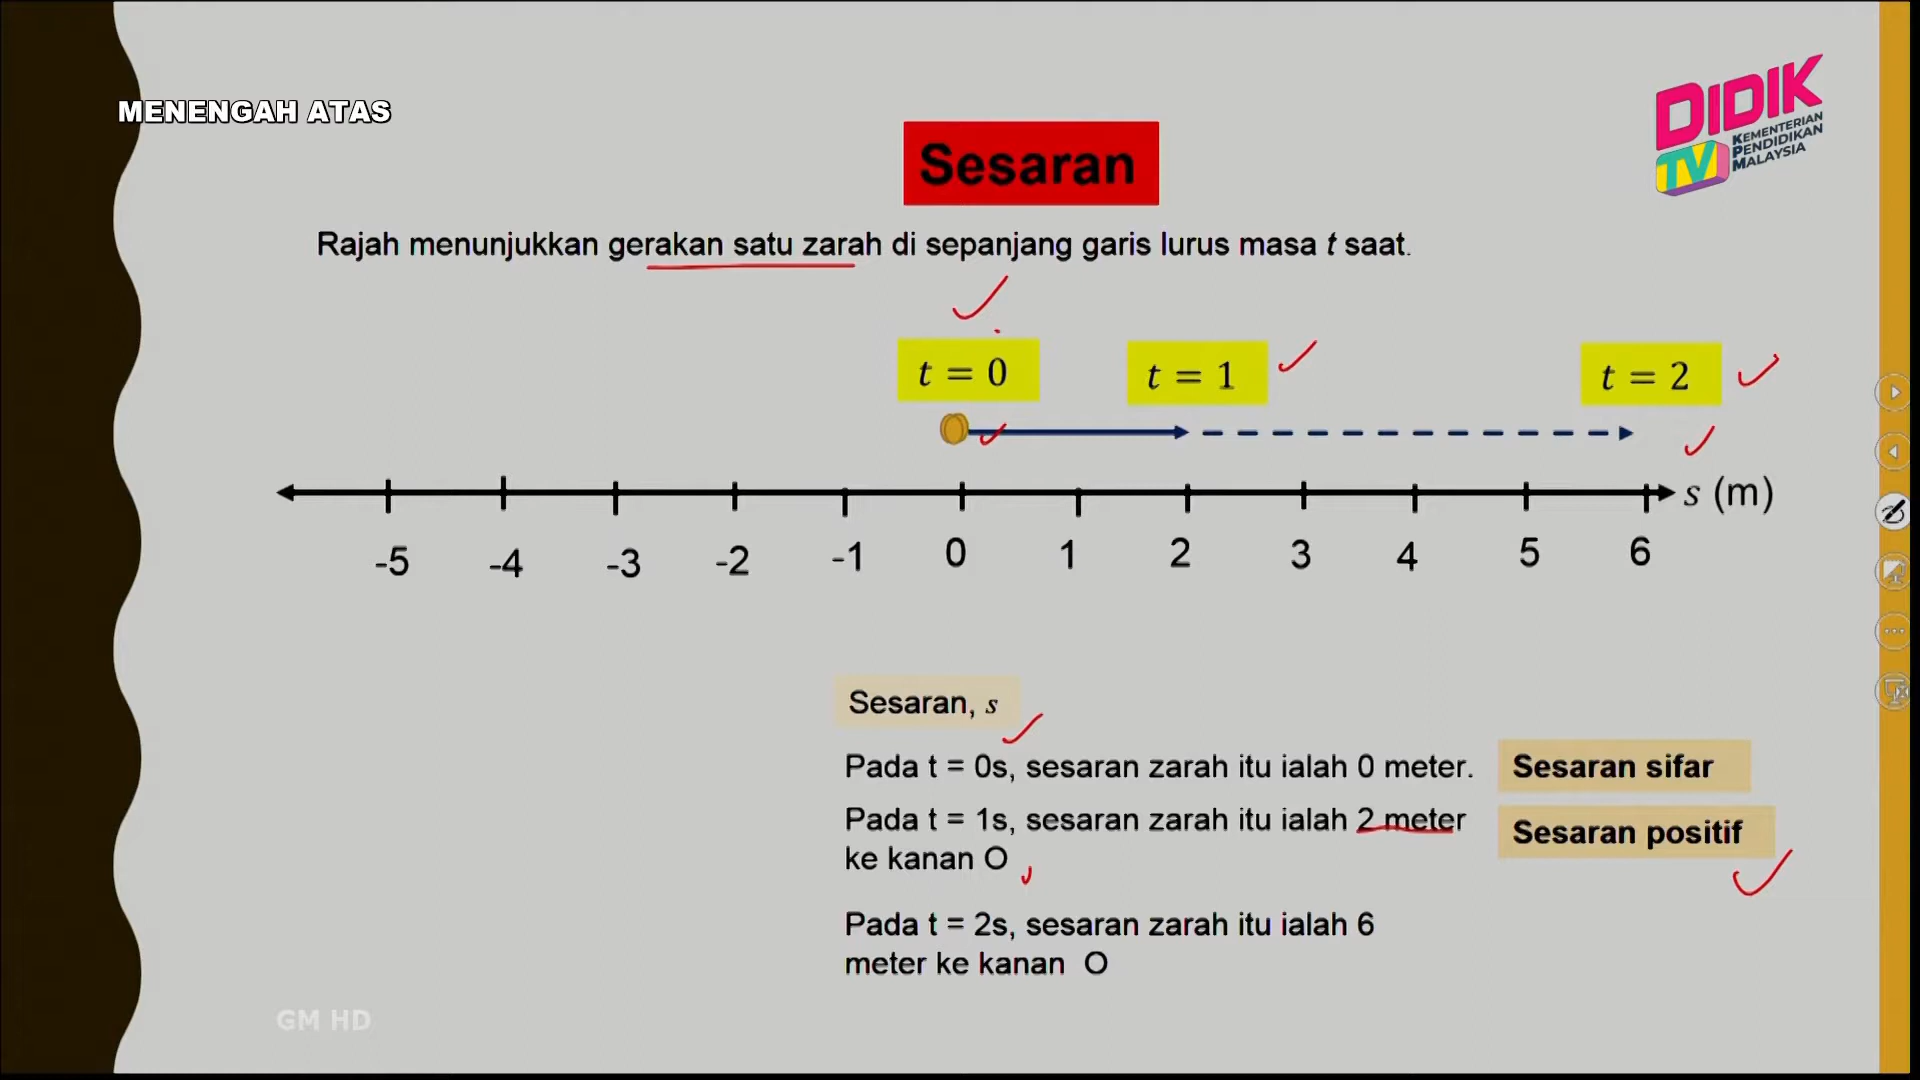 MENENGAH ATAS
DIDIK
TV
KEMENTERIAN
PENDIDIKAN
MALAYSIA
Sesaran
Rajah menunjukkan gerakan satu zarah di sepanjang garis lurus masa t saat.
t = 0
t = 1
t = 2
s (m)
-5 -4 -3 -2 -1 0 1 2 3 4 5 6
Sesaran, s
Pada t = 0s, sesaran zarah itu ialah 0 meter.
Sesaran sifar
Pada t = 1s, sesaran zarah itu ialah 2 meter
ke kanan O
Sesaran positif
Pada t = 2s, sesaran zarah itu ialah 6
meter ke kanan O
GM HD